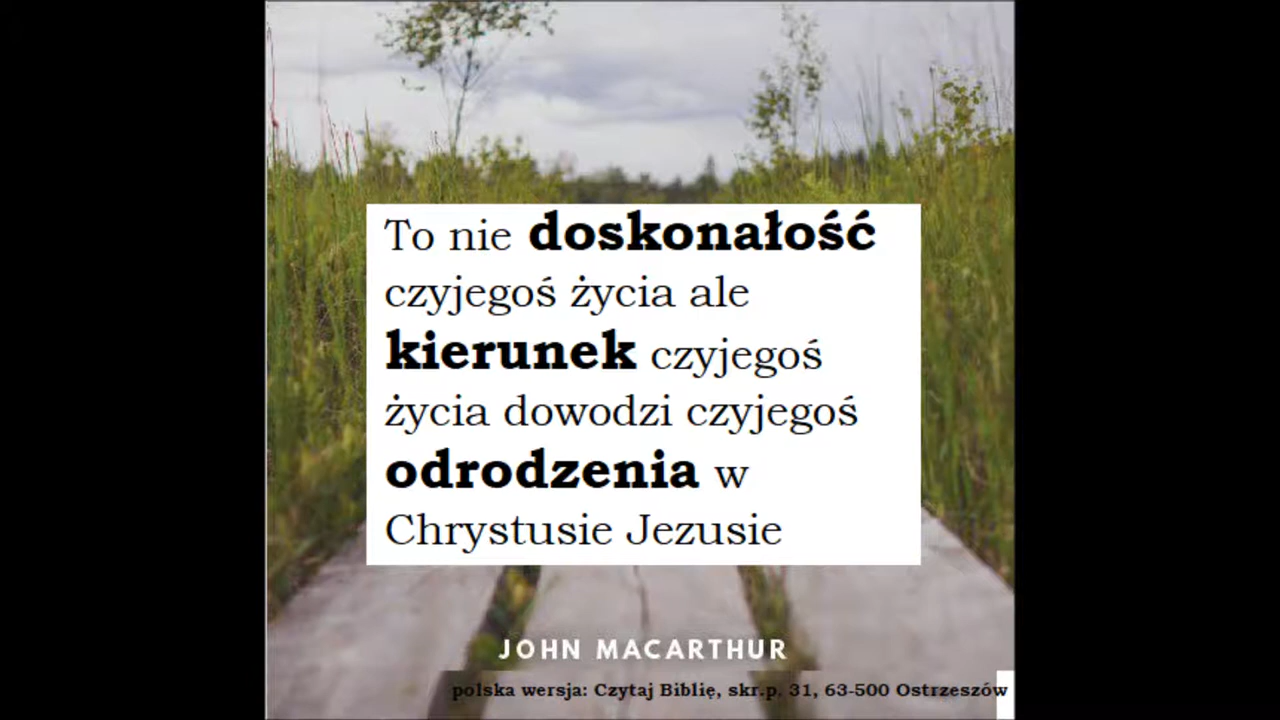 To nie doskonałość
czyjegoś życia ale
kierunek czyjegoś
życia dowodzi czyjegoś
odrodzenia w
Chrystusie Jezusie
JOHN MACARTHUR
polska wersja: Czytaj Biblię, skr.p. 31, 63-500 Ostrzeszów